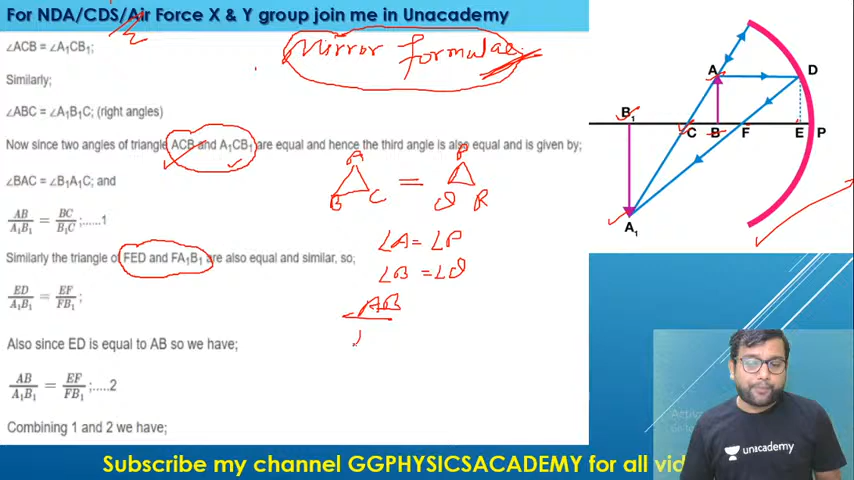 For NDA/CDS/Air Force X & Y group join me in Unacademy
∠ACB = ∠A₁CB₁;
Mirror formulae
Similarly;
∠ABC = ∠A₁B₁C; (right angles)
Now since two angles of triangle ACB and A₁CB₁ are equal and hence the third angle is also equal and is given by;
∠BAC = ∠B₁A₁C; and
AB/A₁B₁ = BC/B₁C;.....1
Similarly the triangle of FED and FA₁B₁ are also equal and similar, so;
ED/A₁B₁ = EF/FB₁;
Also since ED is equal to AB so we have;
AB/A₁B₁ = EF/FB₁;.....2
Combining 1 and 2 we have;
A
B C
=
P
Q R
∠A = ∠P
∠B = ∠Q
AB
A D
B₁ C B F E P
A₁
unacademy
Subscribe my channel GGPHYSICSACADEMY for all vid